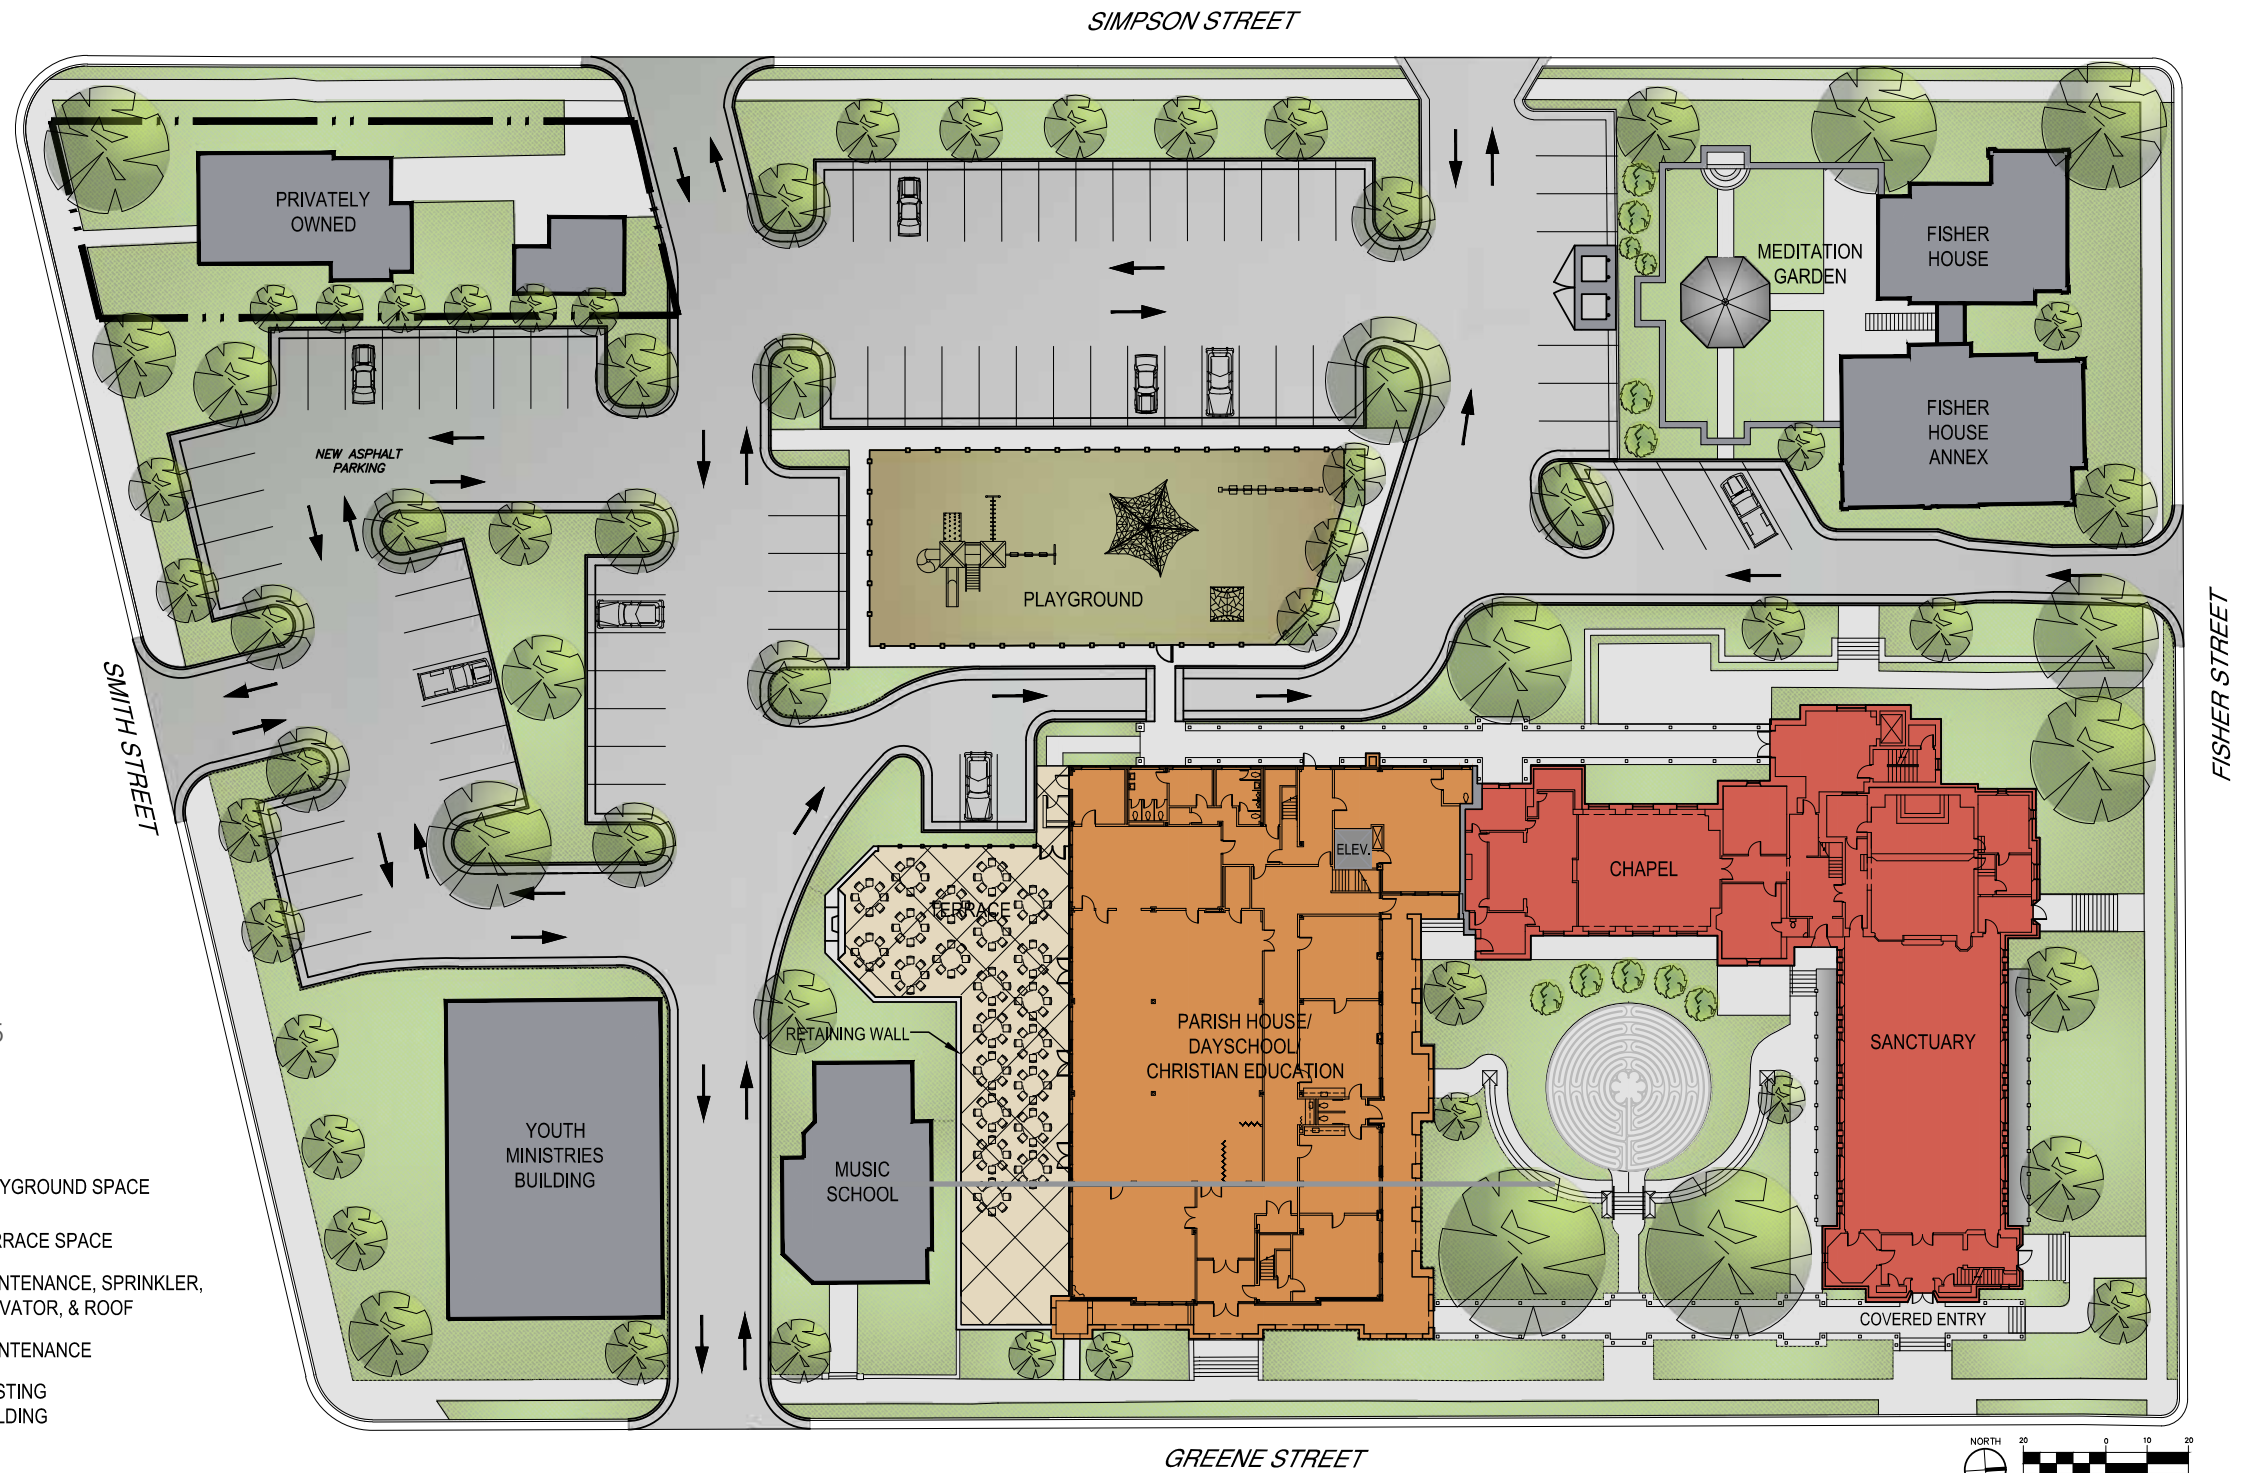 SIMPSON STREET
PRIVATELY
OWNED
MEDITATION
GARDEN
FISHER
HOUSE
FISHER
HOUSE
ANNEX
NEW ASPHALT
PARKING
PLAYGROUND
SMITH STREET
FISHER STREET
ELEV.
CHAPEL
TERRACE
RETAINING WALL
PARISH HOUSE/
DAYSCHOOL/
CHRISTIAN EDUCATION
SANCTUARY
YOUTH
MINISTRIES
BUILDING
MUSIC
SCHOOL
YGROUND SPACE
RRACE SPACE
NTENANCE, SPRINKLER,
VATOR, & ROOF
NTENANCE
STING
LDING
COVERED ENTRY
GREENE STREET
NORTH
20 0 10 20